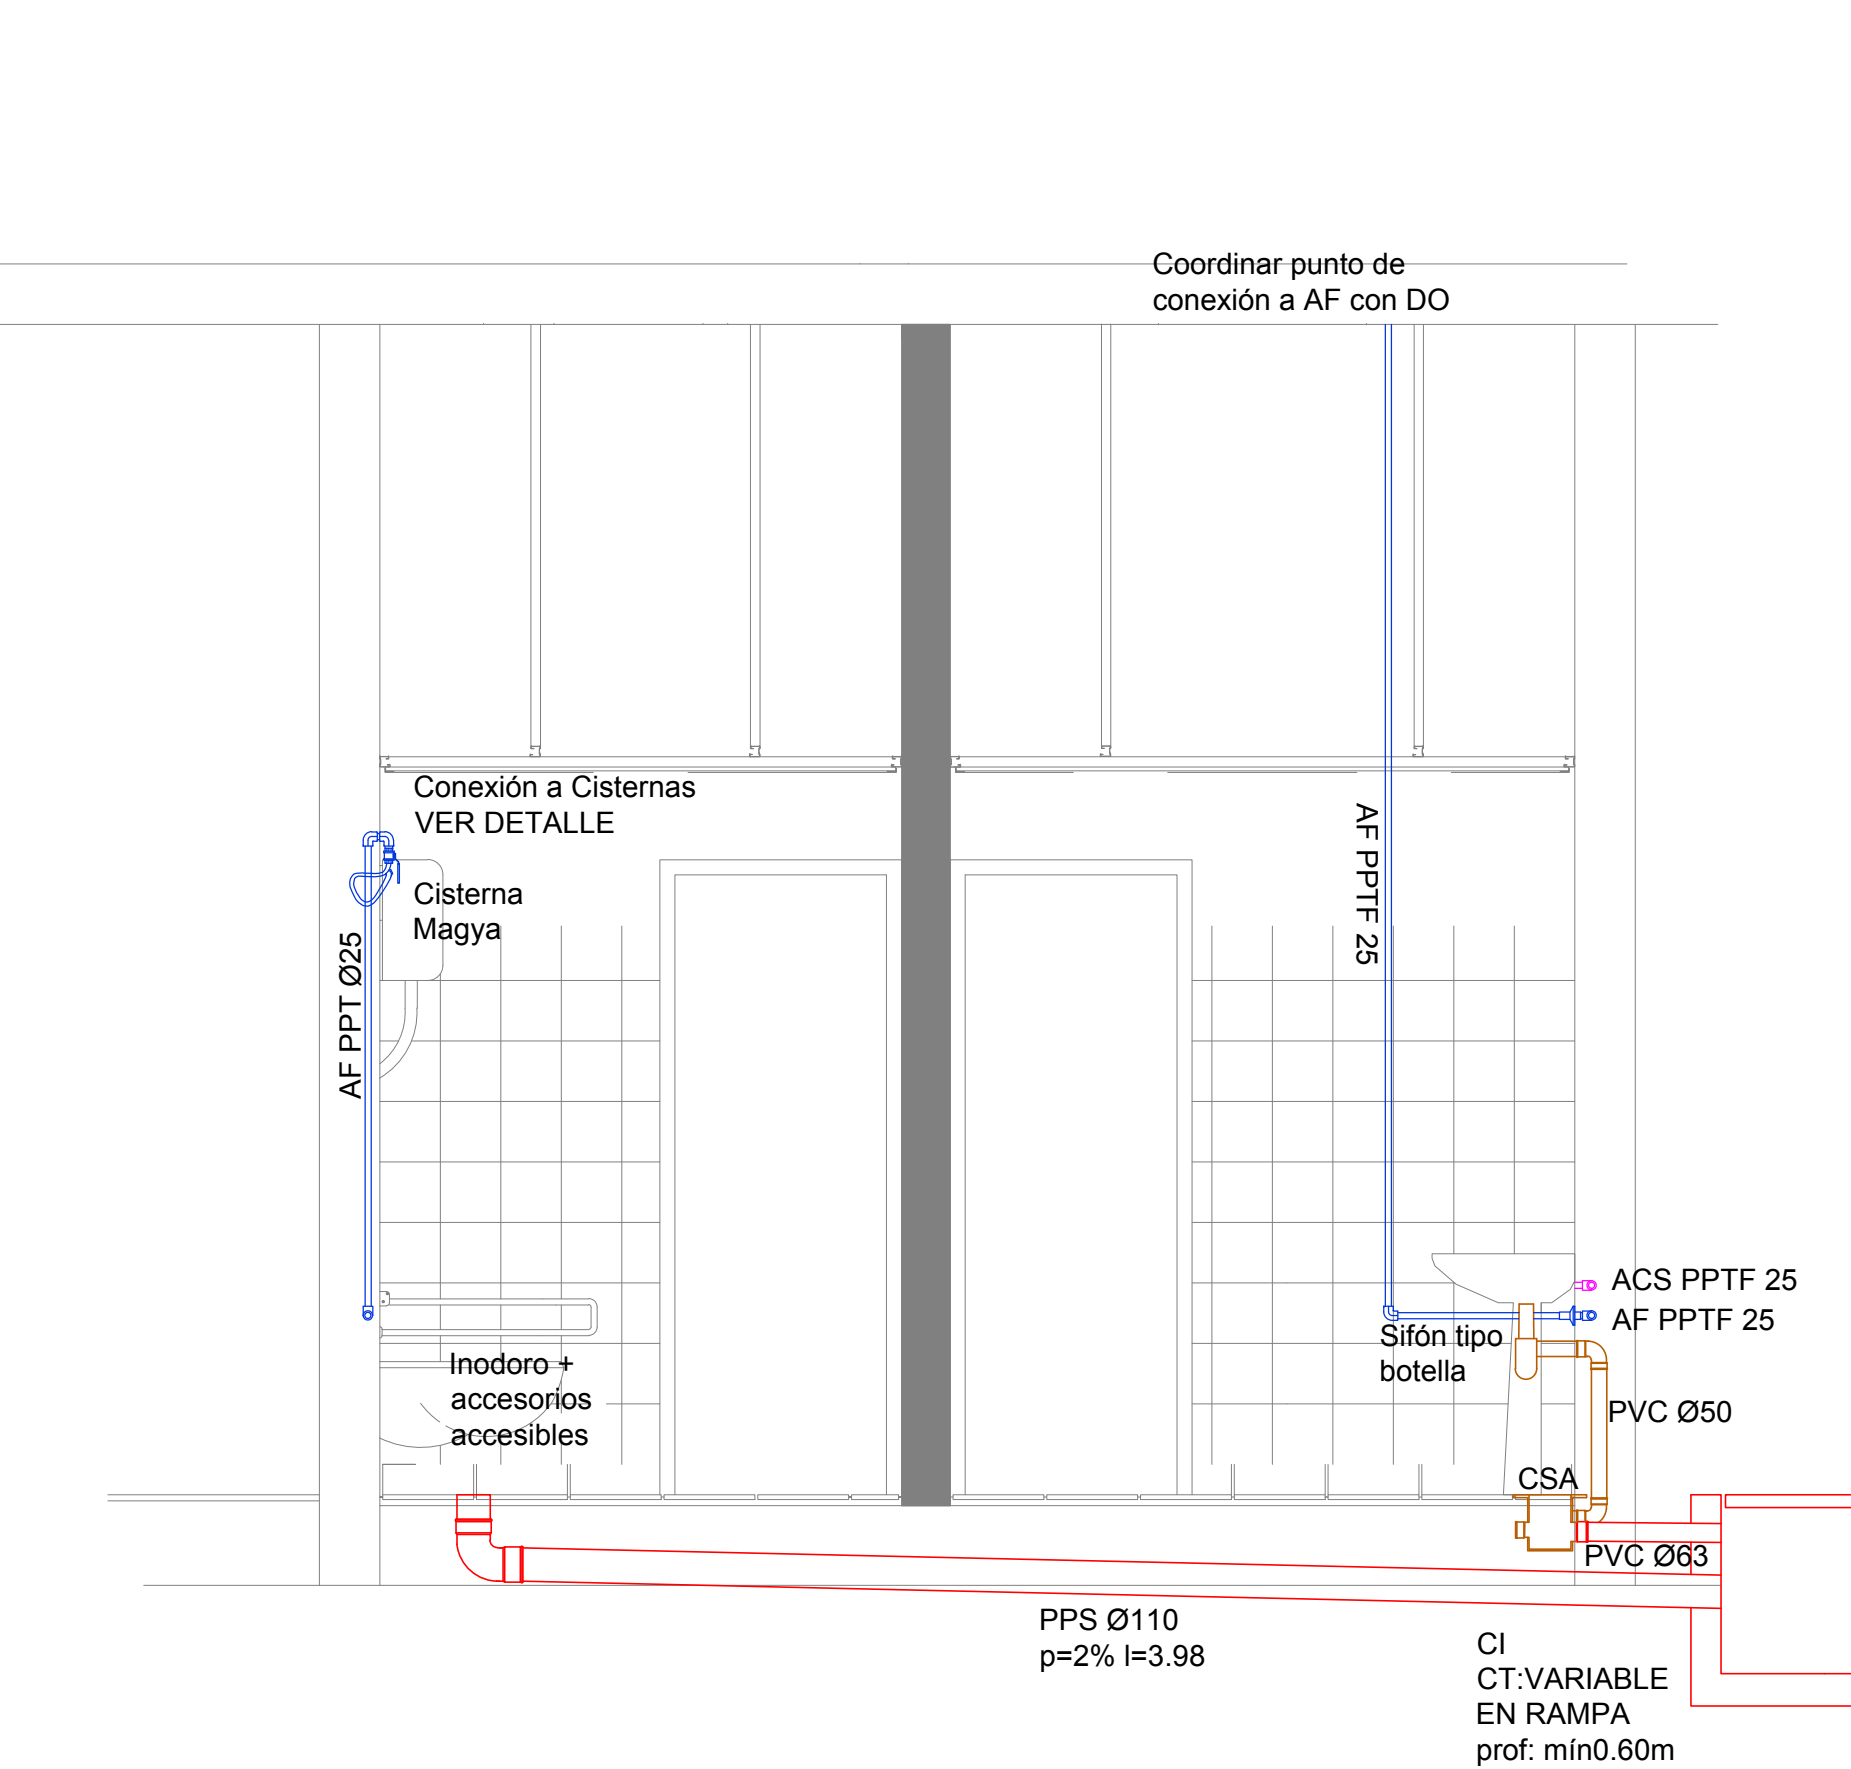 Coordinar punto de
conexión a AF con DO
Conexión a Cisternas
VER DETALLE
Cisterna
Magya
AF PPT Ø25
AF PPTF 25
ACS PPTF 25
AF PPTF 25
Sifón tipo
botella
Inodoro +
accesorios
accesibles
PVC Ø50
CSA
PVC Ø63
PPS Ø110
p=2% l=3.98
CI
CT:VARIABLE
EN RAMPA
prof: mín0.60m